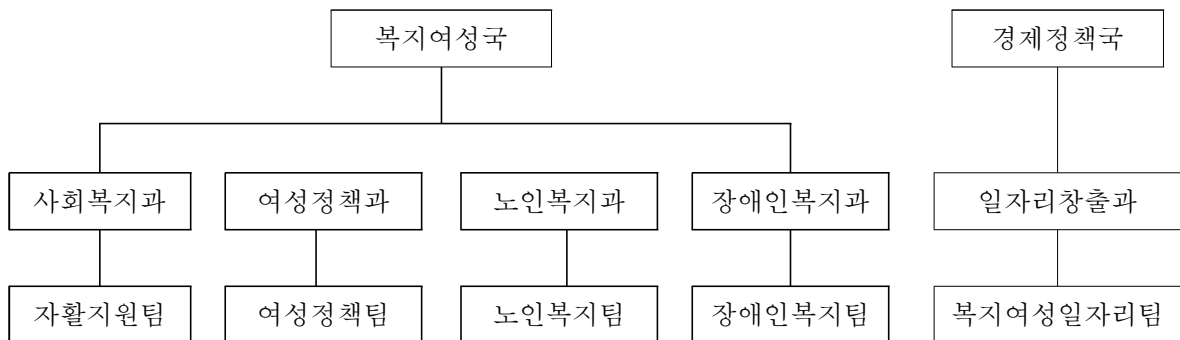 복지여성국 경제정책국
사회복지과 여성정책과 노인복지과 장애인복지과 일자리창출과
자활지원팀 여성정책팀 노인복지팀 장애인복지팀 복지여성일자리팀